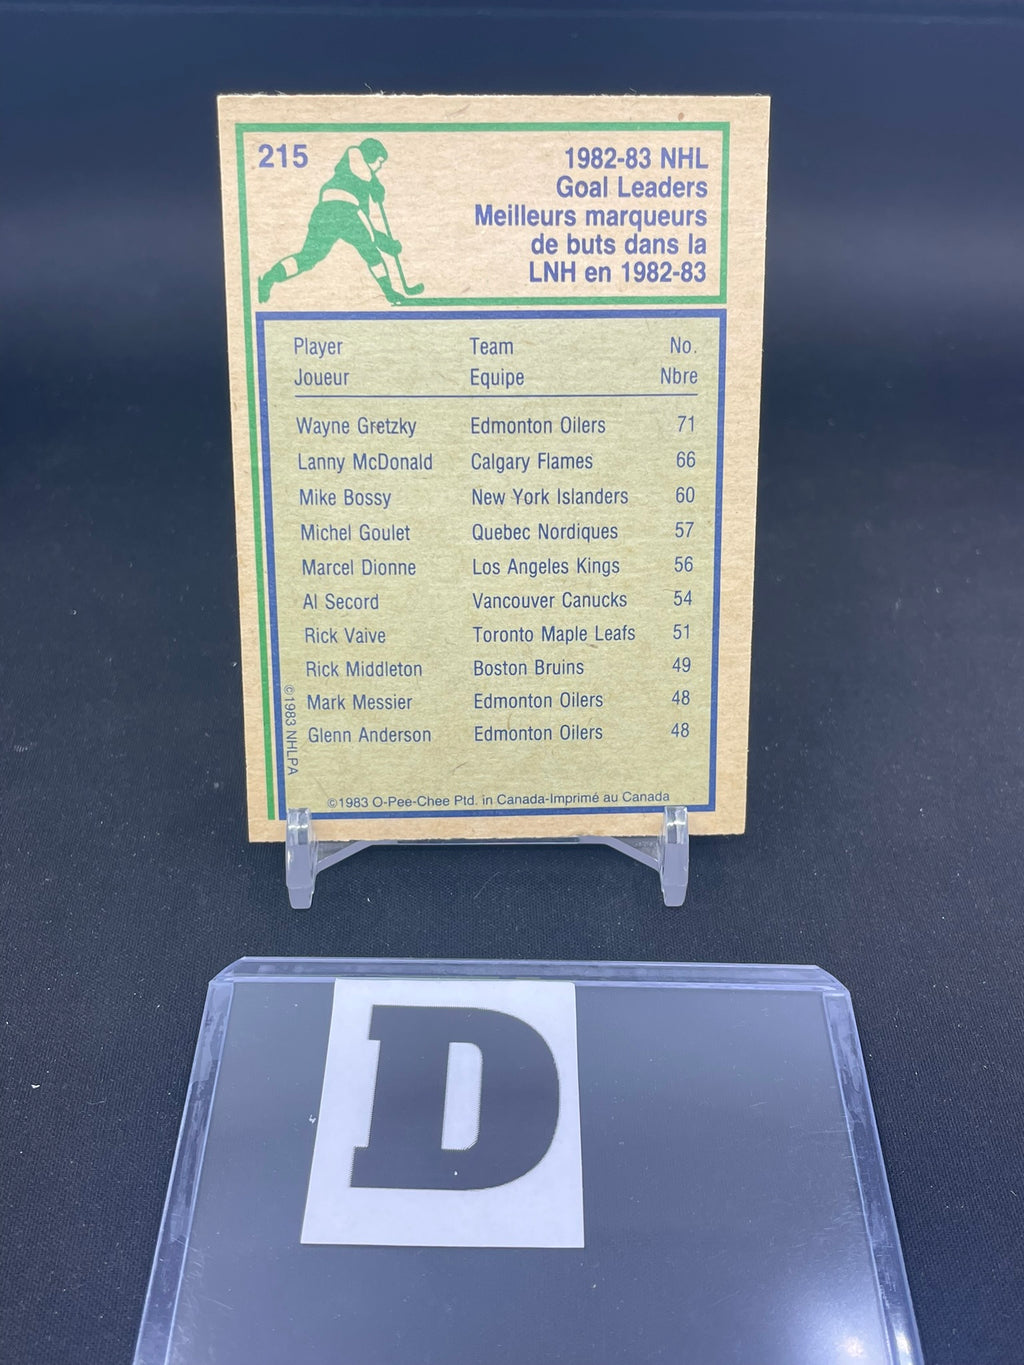 215
1982-83 NHL
Goal Leaders
Meilleurs marqueurs
de buts dans la
LNH en 1982-83
Player Team No.
Joueur Equipe Nbre
Wayne Gretzky Edmonton Oilers 71
Lanny McDonald Calgary Flames 66
Mike Bossy New York Islanders 60
Michel Goulet Quebec Nordiques 57
Marcel Dionne Los Angeles Kings 56
Al Secord Vancouver Canucks 54
Rick Vaive Toronto Maple Leafs 51
Rick Middleton Boston Bruins 49
Mark Messier Edmonton Oilers 48
Glenn Anderson Edmonton Oilers 48
©1983 NHLPA
©1983 O-Pee-Chee Ptd. in Canada-Imprimé au Canada
D